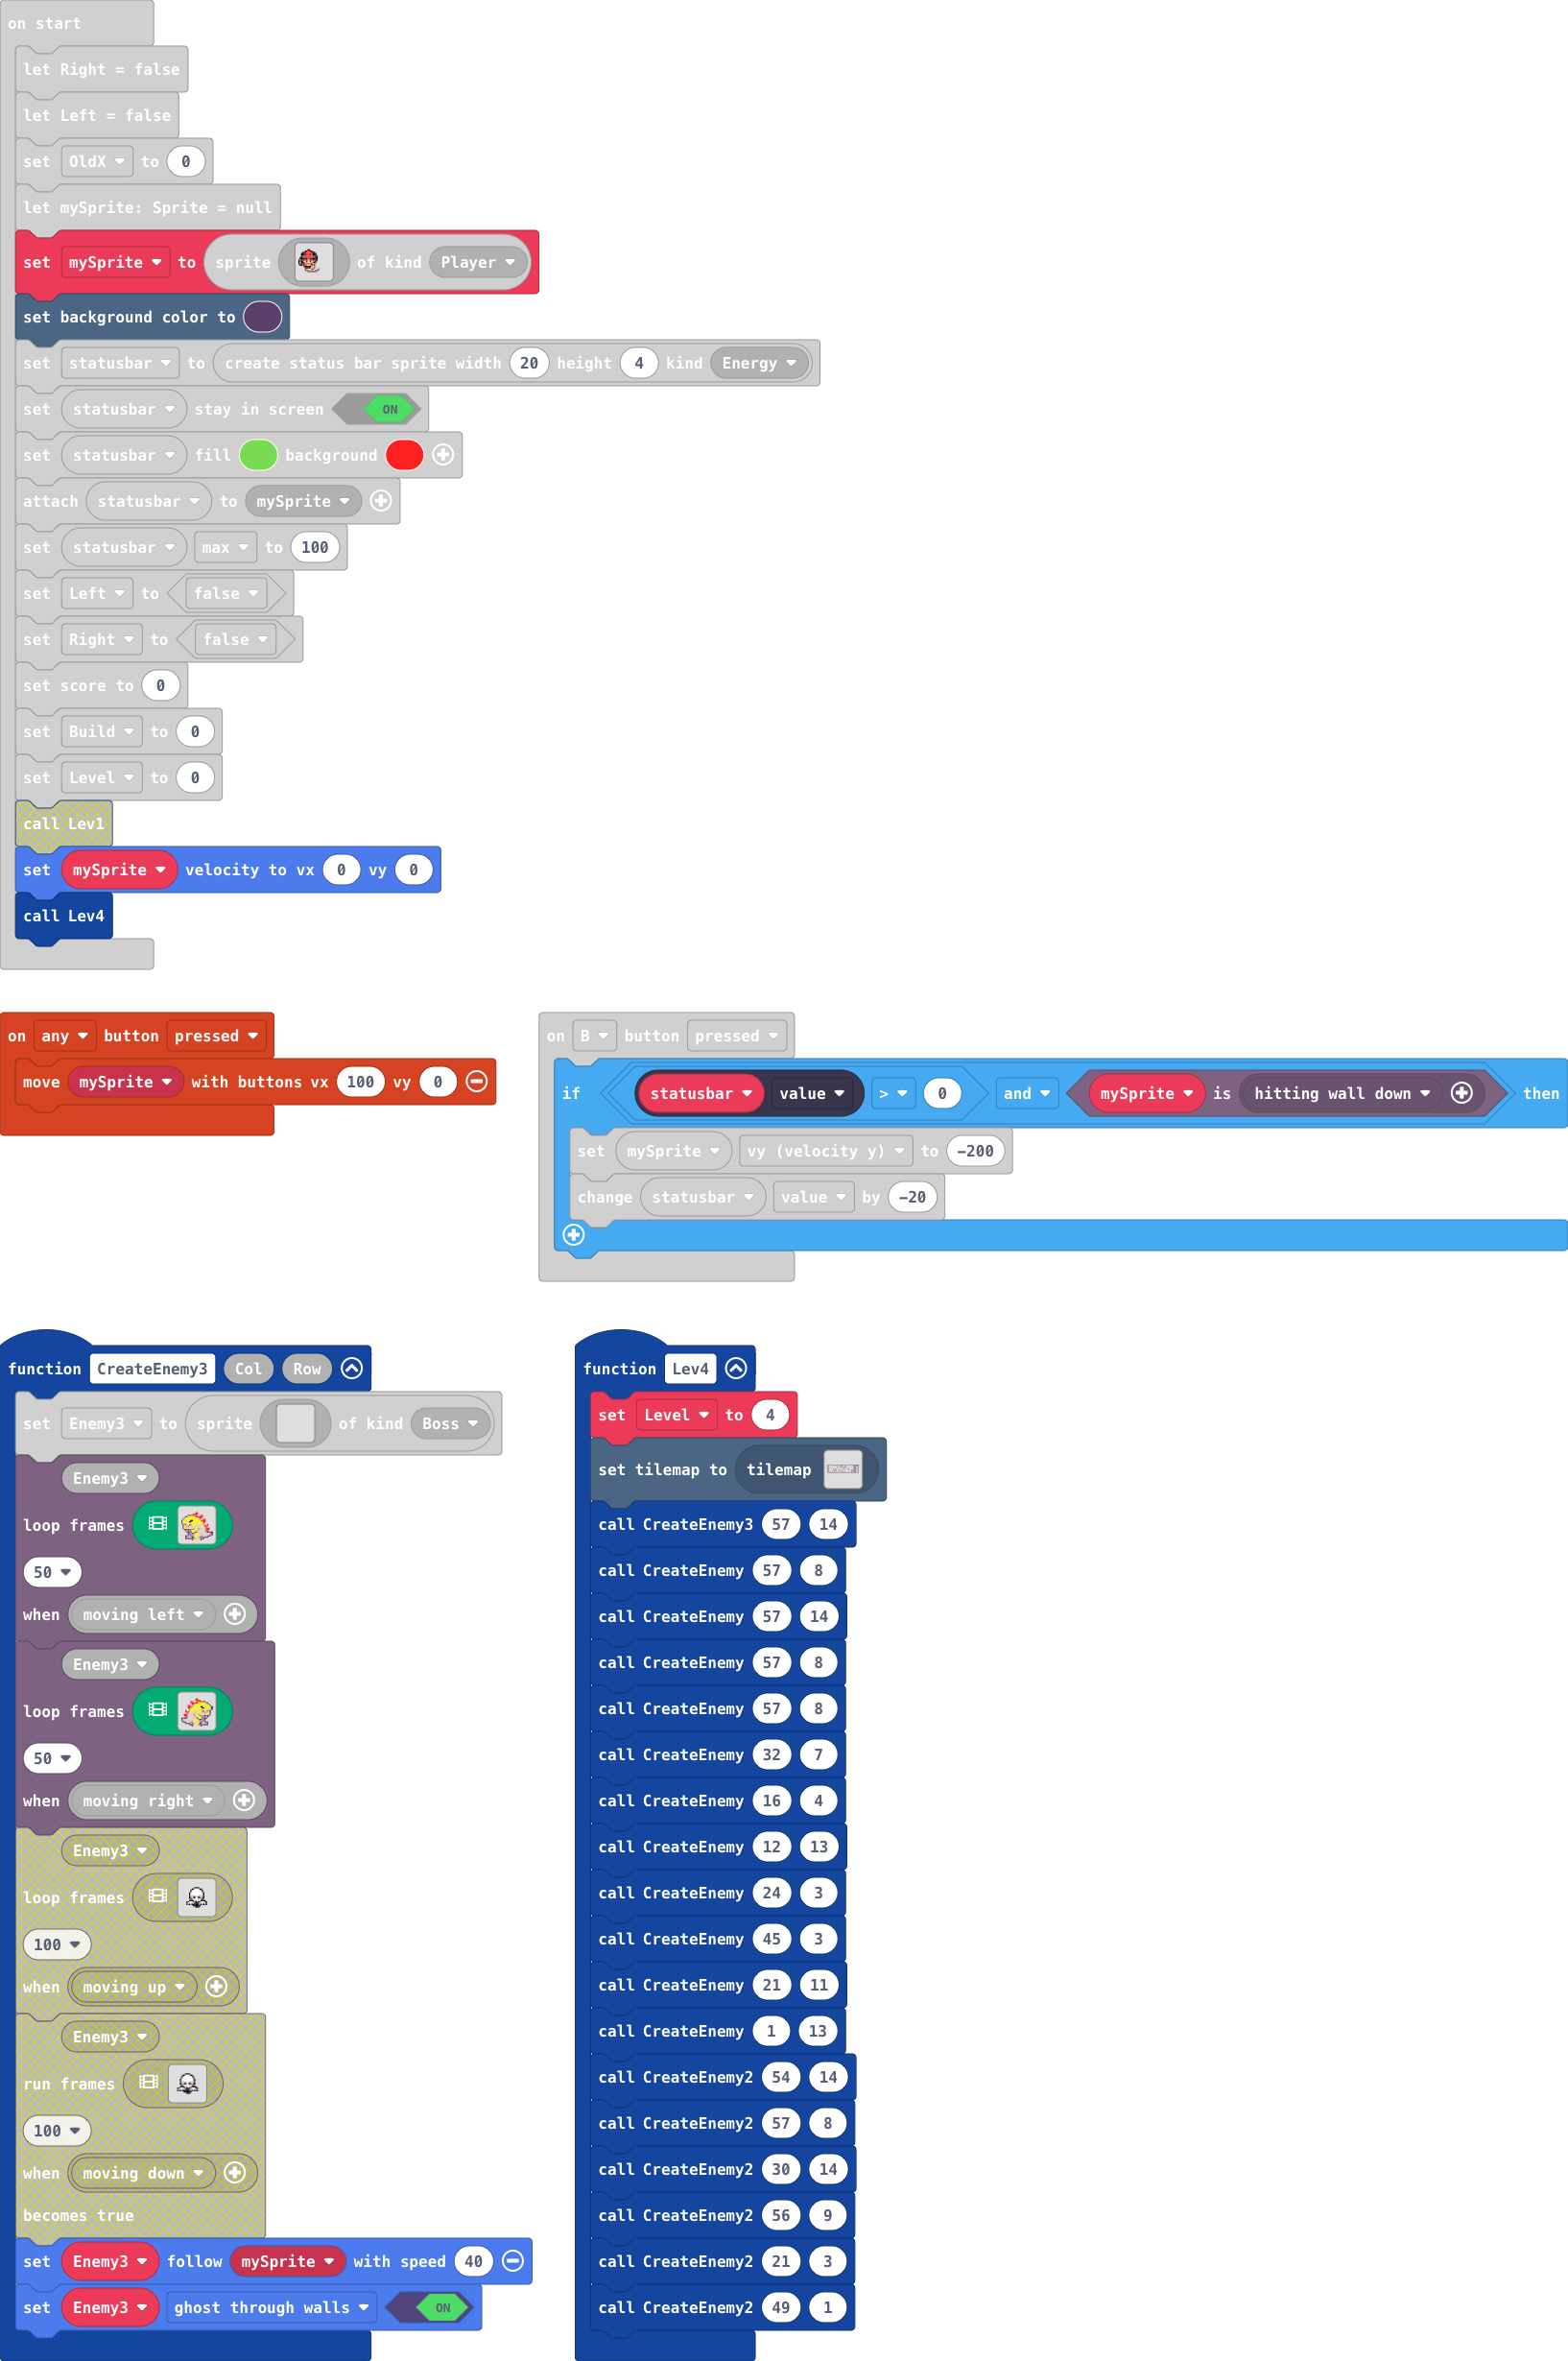 on start
let Right = false
let Left = false
set OldX to 0
let mySprite: Sprite = null
set mySprite to sprite of kind Player
set background color to
set statusbar to create status bar sprite width 20 height 4 kind Energy
set statusbar stay in screen ON
set statusbar fill background
attach statusbar to mySprite
set statusbar max to 100
set Left to false
set Right to false
set score to 0
set Build to 0
set Level to 0
call Lev1
set mySprite velocity to vx 0 vy 0
call Lev4
on any button pressed
move mySprite with buttons vx 100 vy 0
on B button pressed
if statusbar value > 0 and mySprite is hitting wall down then
set mySprite vy (velocity y) to -200
change statusbar value by -20
function CreateEnemy3 Col Row
set Enemy3 to sprite of kind Boss
Enemy3
loop frames
50
when moving left
Enemy3
loop frames
50
when moving right
Enemy3
loop frames
100
when moving up
Enemy3
run frames
100
when moving down
becomes true
set Enemy3 follow mySprite with speed 40
set Enemy3 ghost through walls ON
function Lev4
set Level to 4
set tilemap to tilemap
call CreateEnemy3 57 14
call CreateEnemy 57 8
call CreateEnemy 57 14
call CreateEnemy 57 8
call CreateEnemy 57 8
call CreateEnemy 32 7
call CreateEnemy 16 4
call CreateEnemy 12 13
call CreateEnemy 24 3
call CreateEnemy 45 3
call CreateEnemy 21 11
call CreateEnemy 1 13
call CreateEnemy2 54 14
call CreateEnemy2 57 8
call CreateEnemy2 30 14
call CreateEnemy2 56 9
call CreateEnemy2 21 3
call CreateEnemy2 49 1